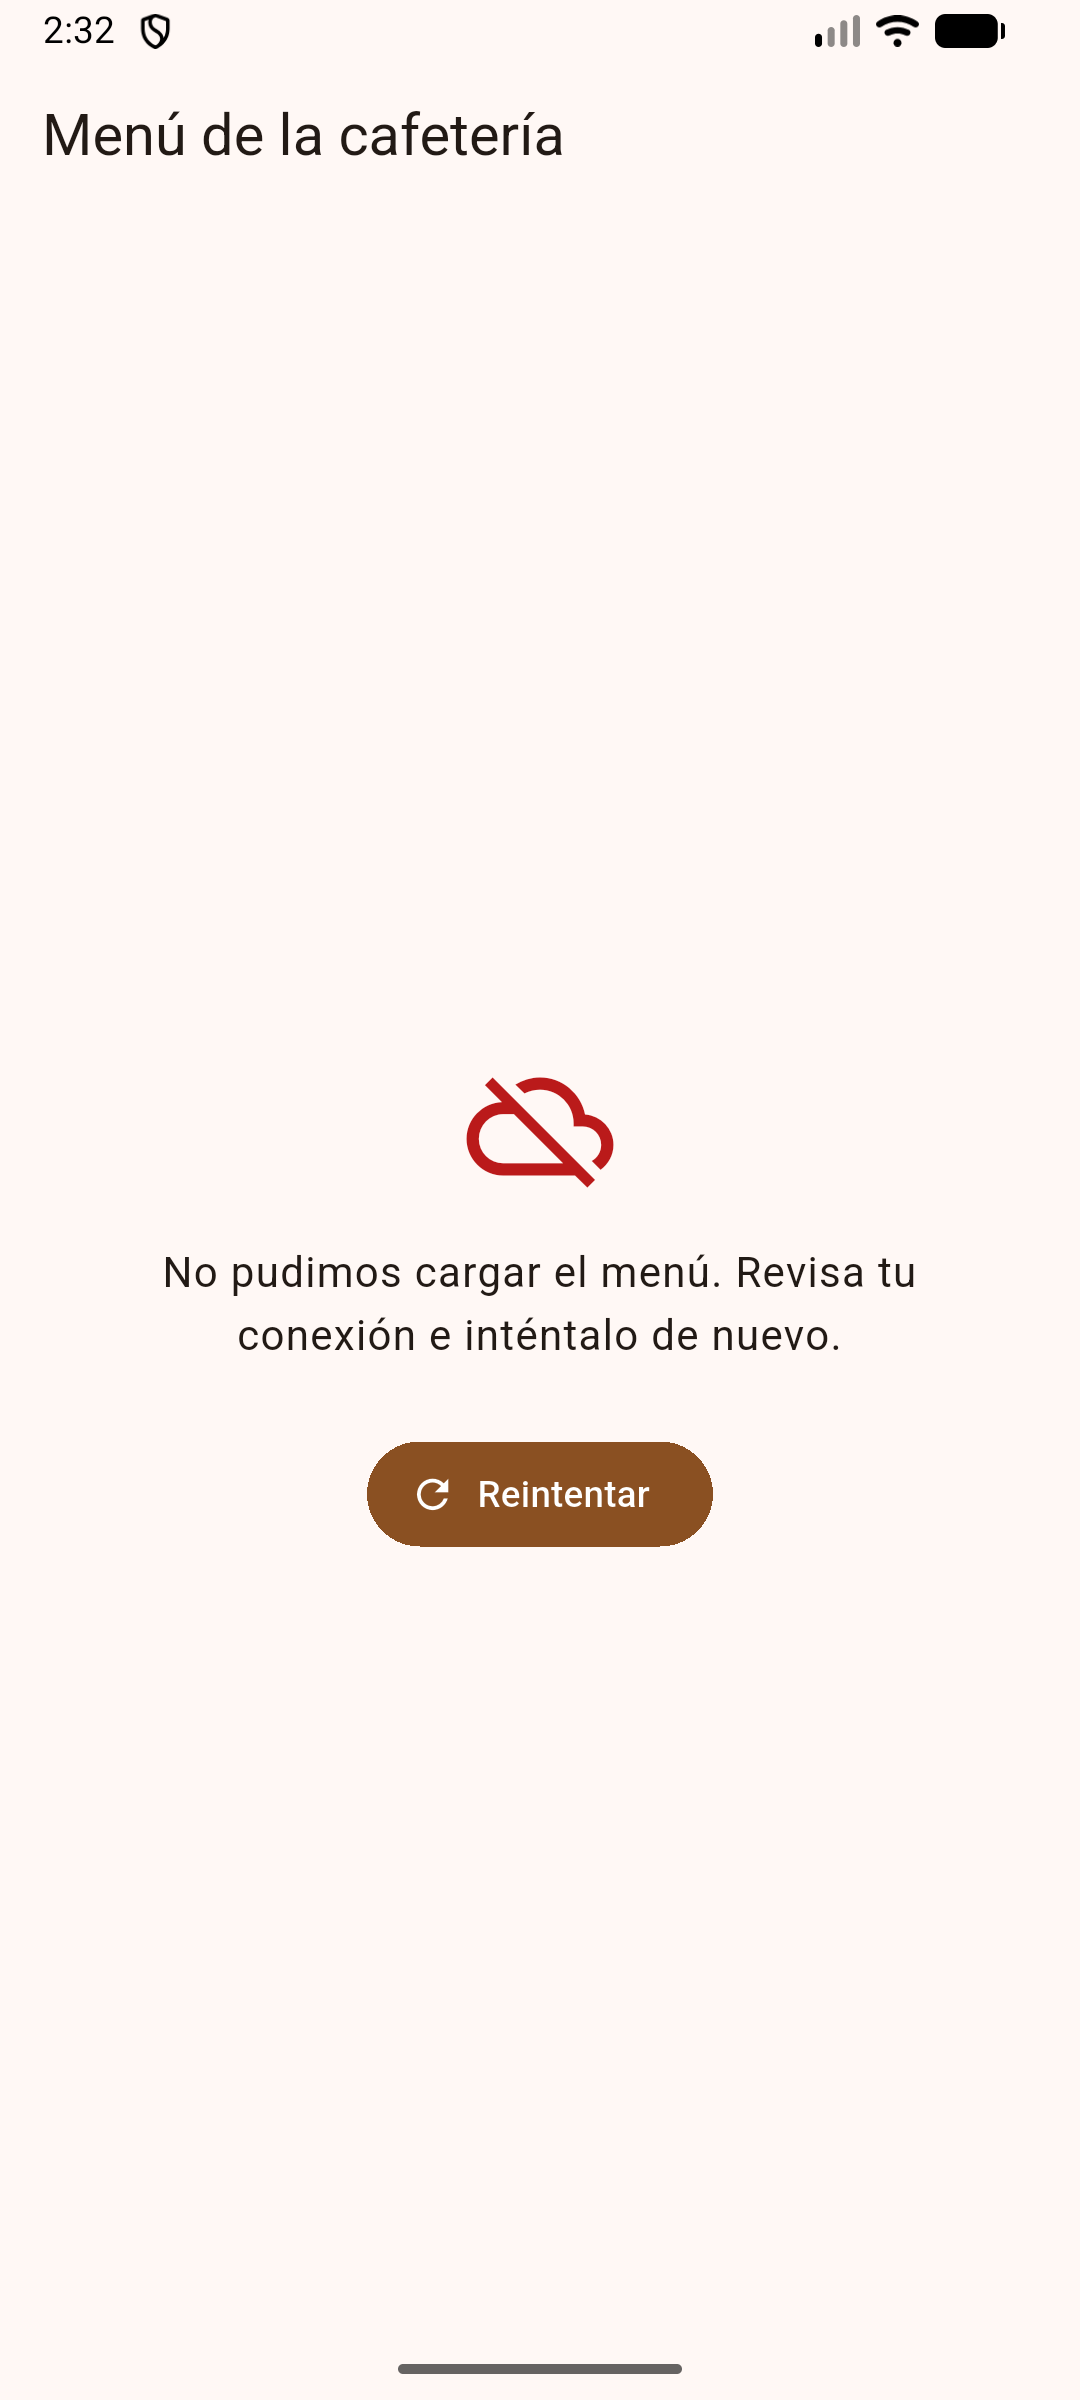 2:32
Menú de la cafetería
No pudimos cargar el menú. Revisa tu
conexión e inténtalo de nuevo.
Reintentar